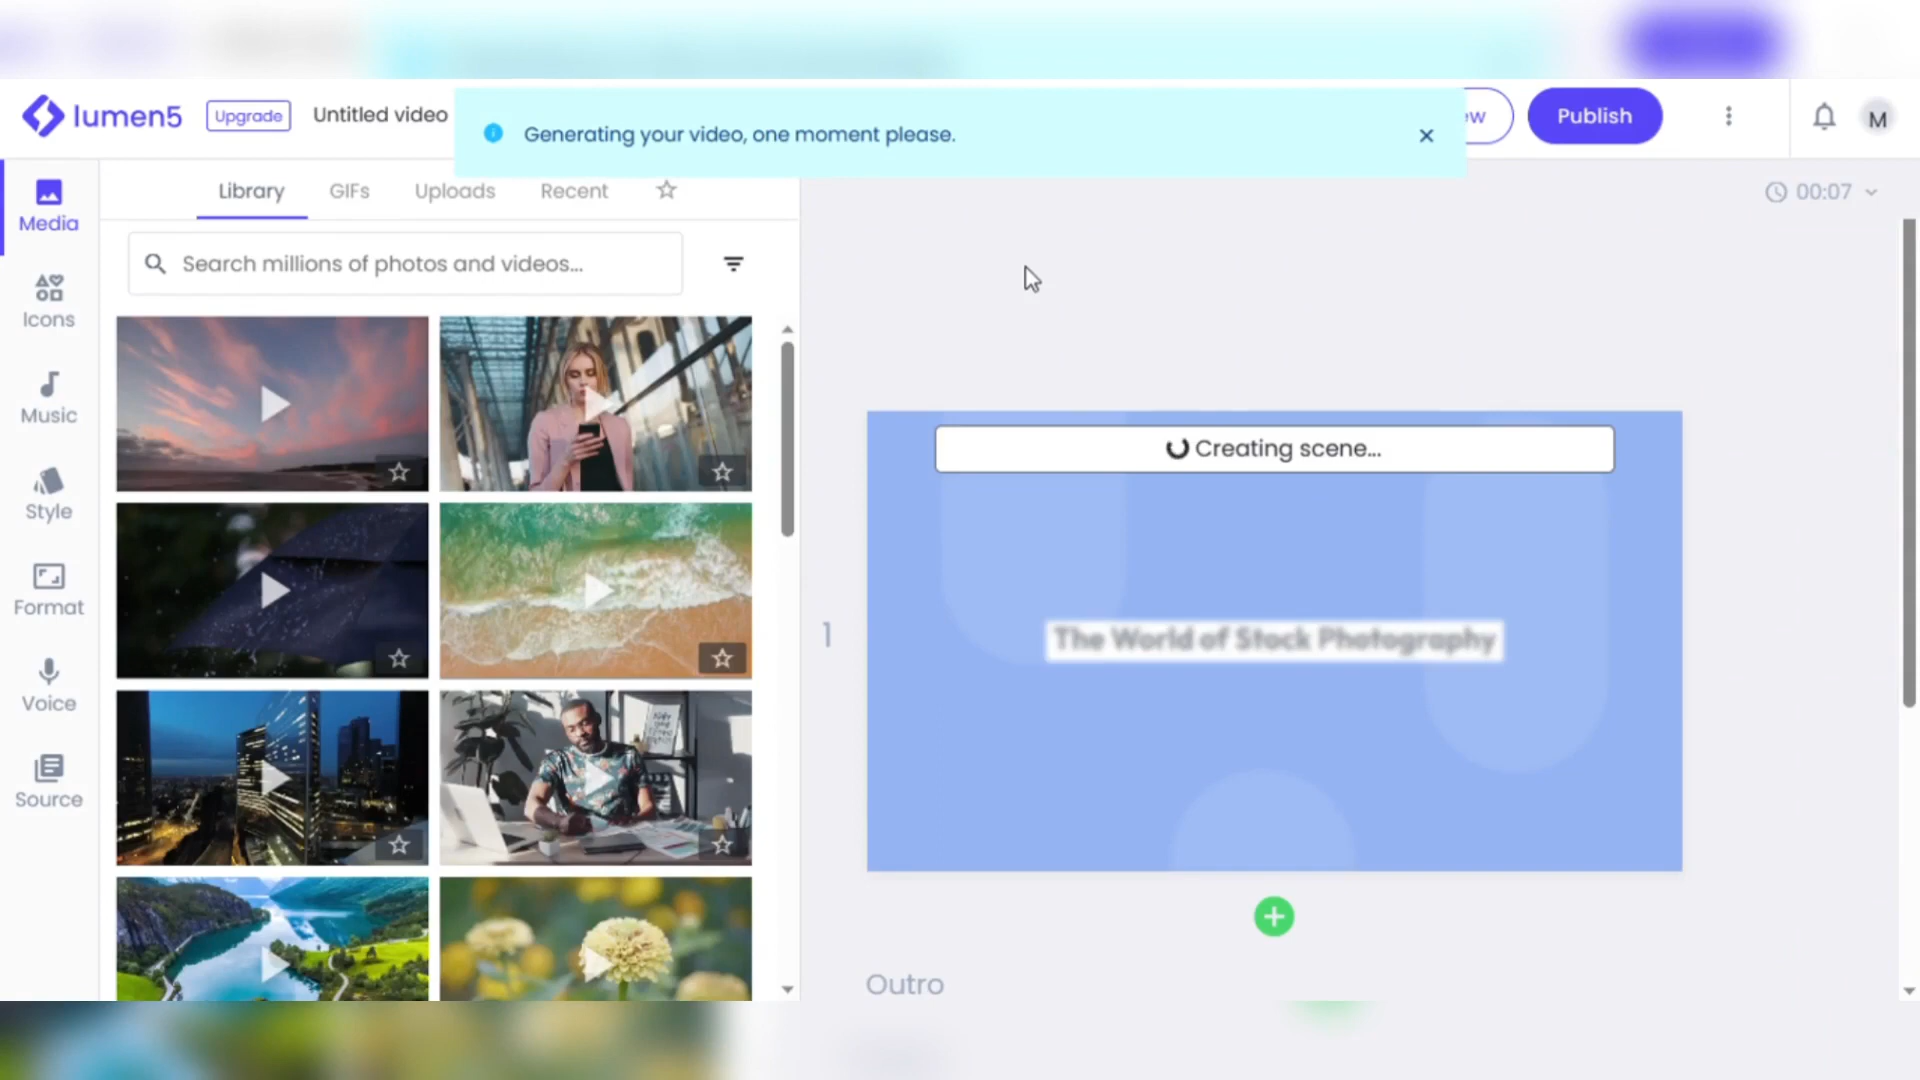 lumen5
Upgrade
Untitled video
Generating your video, one moment please.
ew
Publish
M
Library
GIFs
Uploads
Recent
00:07
Media
Search millions of photos and videos...
Icons
Music
Style
Format
Voice
Source
Creating scene...
1
The World of Stock Photography
Outro